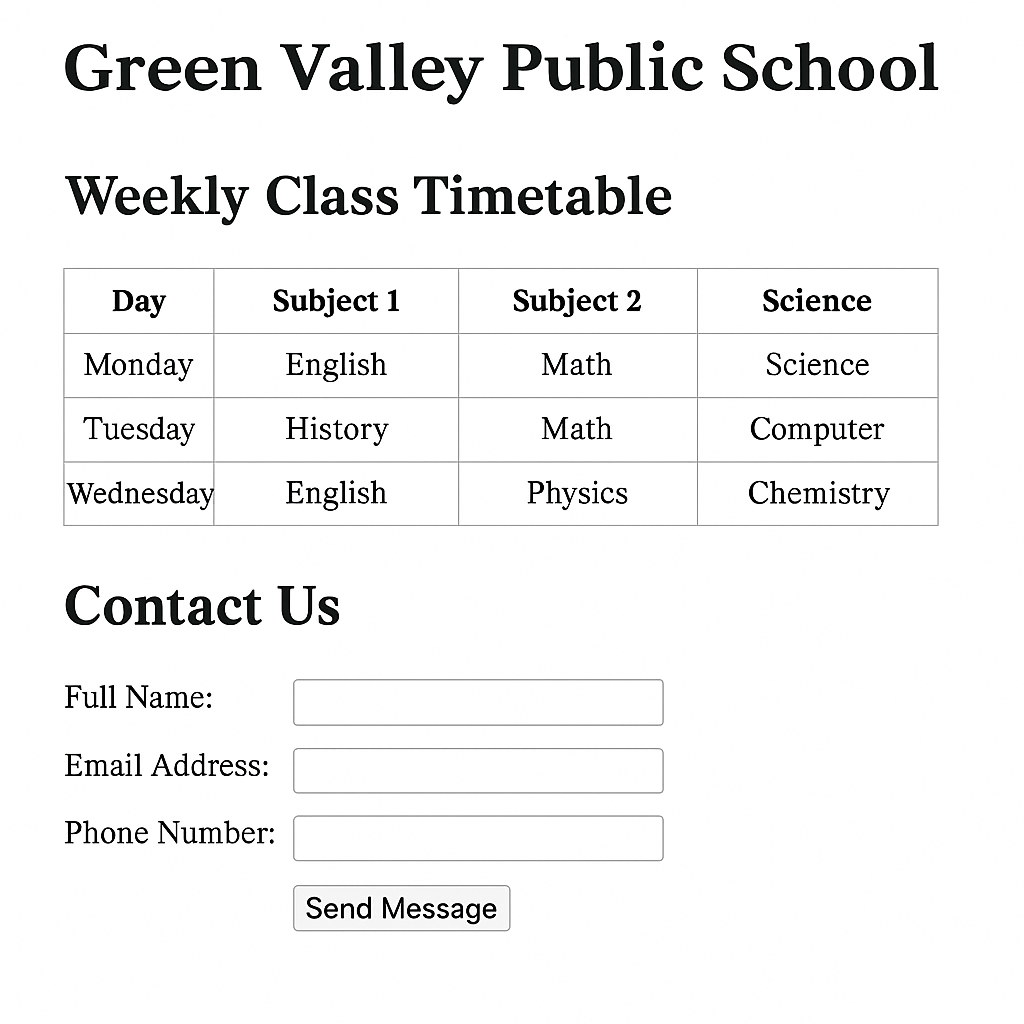 Green Valley Public School
Weekly Class Timetable
Day Subject 1 Subject 2 Science
Monday English Math Science
Tuesday History Math Computer
Wednesday English Physics Chemistry
Contact Us
Full Name:
Email Address:
Phone Number:
Send Message